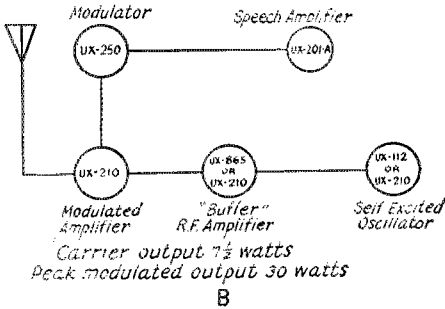 Modulator
Speech Amplifier
UX-250
UX-201-A
UX-210
UX-865
OR
UX-210
UX-112
OR
UX-210
Modulated
Amplifier
"Buffer"
R.F. Amplifier
Self Excited
Oscillator
Carrier output 7½ watts
Peak modulated output 30 watts
B